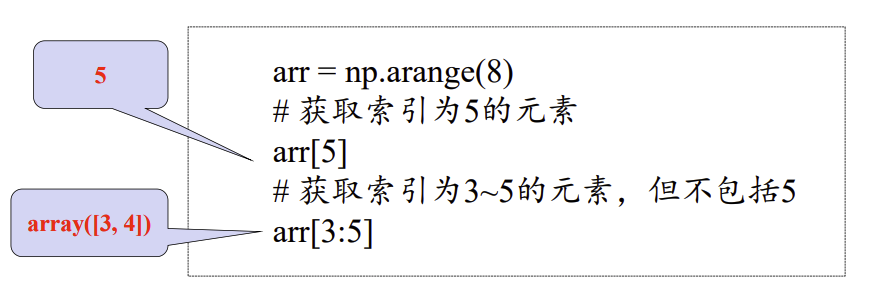 arr = np.arange(8)
# 获取索引为5的元素
5
arr[5]
# 获取索引为3~5的元素，但不包括5
array([3, 4])
arr[3:5]